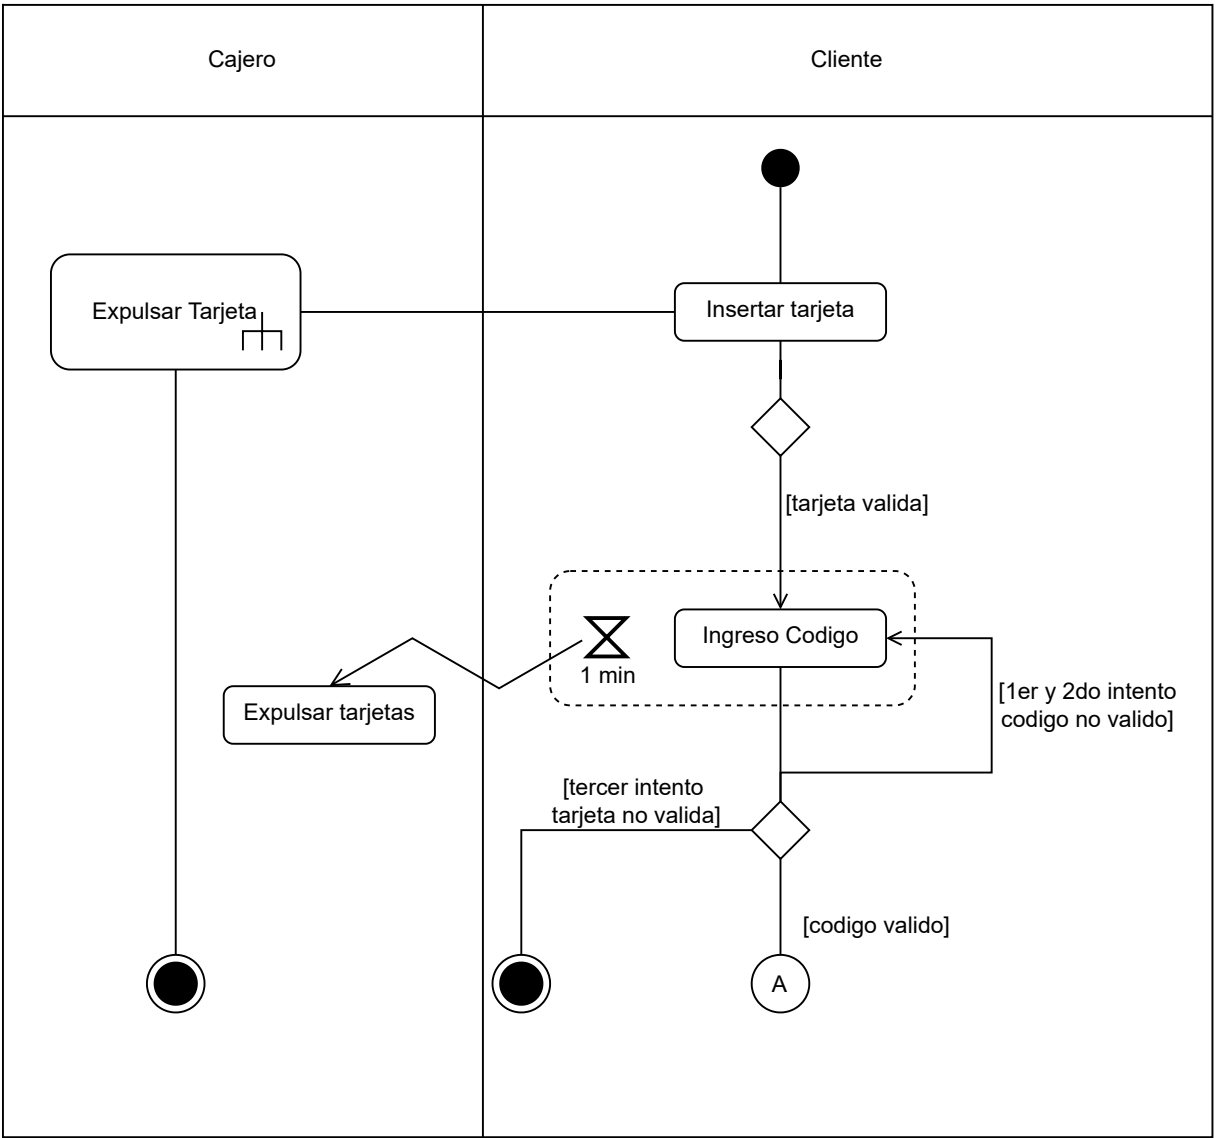 Cajero
Cliente
Expulsar Tarjeta
Insertar tarjeta
[tarjeta valida]
Ingreso Codigo
1 min
Expulsar tarjetas
[1er y 2do intento
codigo no valido]
[tercer intento
tarjeta no valida]
[codigo valido]
A